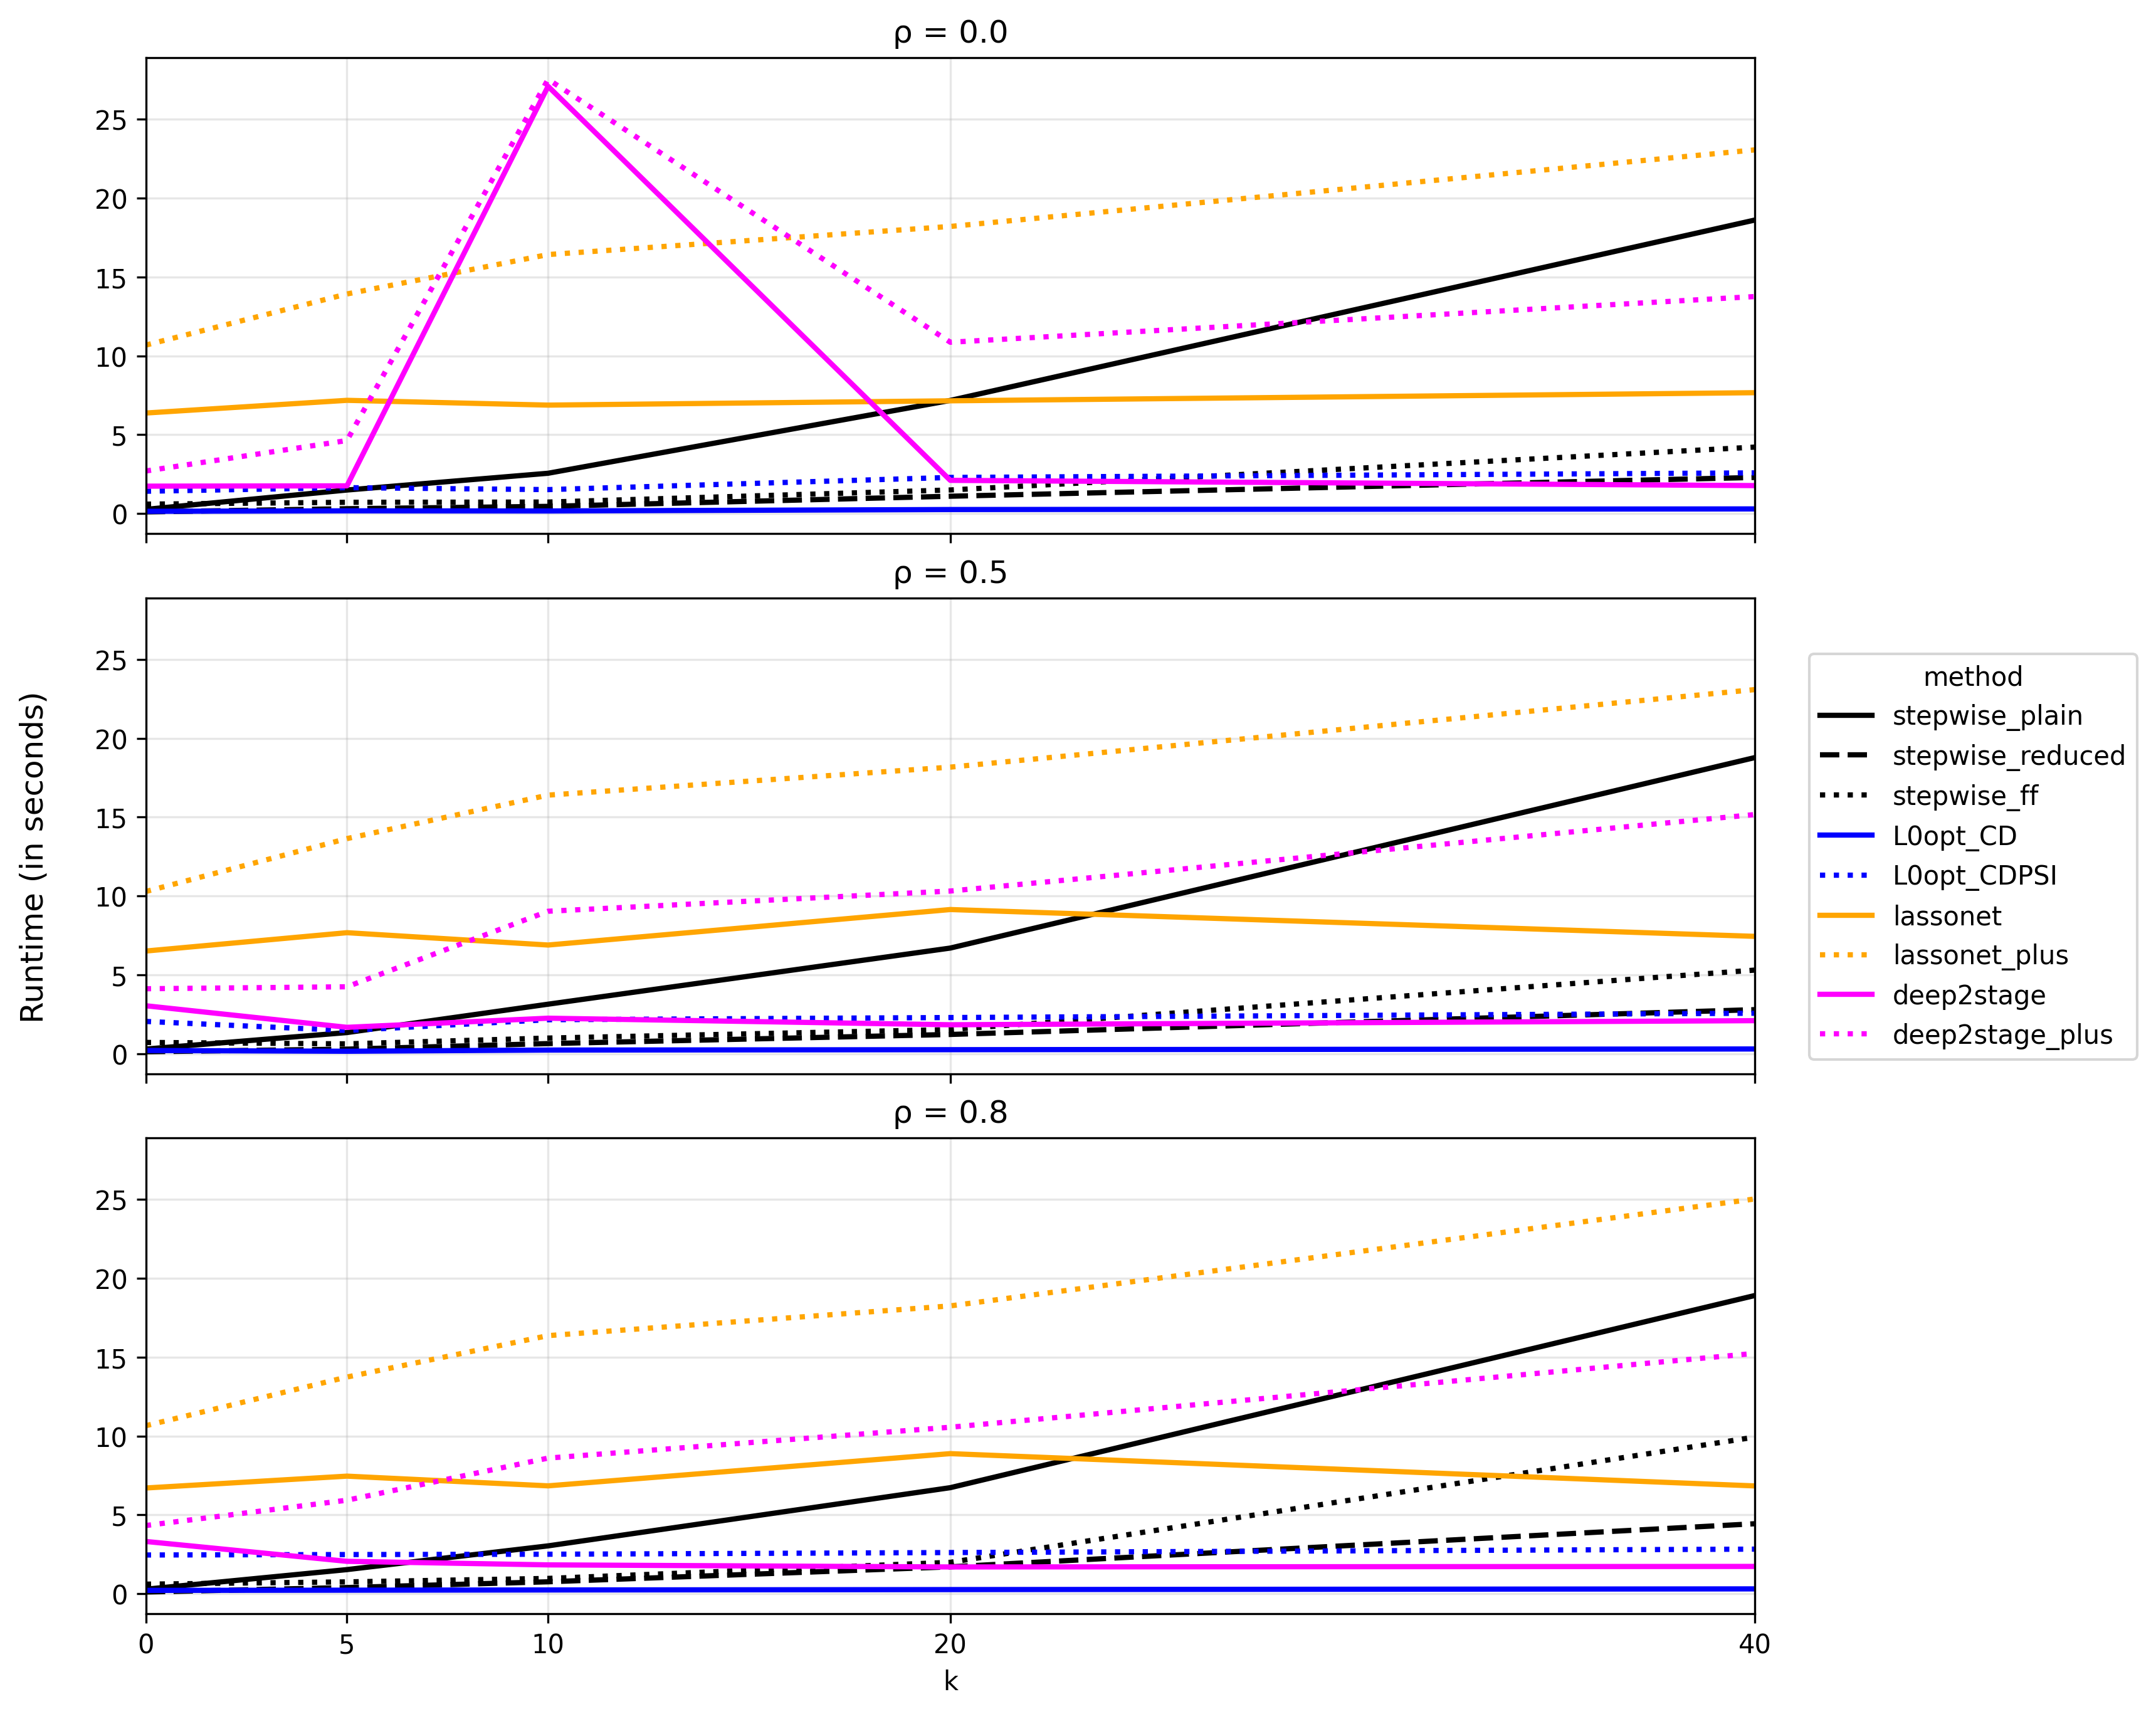 ρ = 0.0
25
20
15
10
5
0
ρ = 0.5
25
20
15
10
5
0
Runtime (in seconds)
ρ = 0.8
25
20
15
10
5
0
0 5 10 20 40
k
method
stepwise_plain
stepwise_reduced
stepwise_ff
L0opt_CD
L0opt_CDPSI
lassonet
lassonet_plus
deep2stage
deep2stage_plus